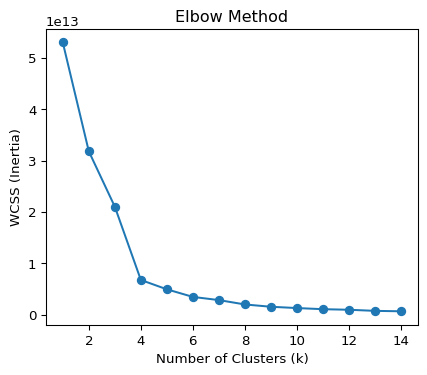 Elbow Method
1e13
5
4
3
2
1
0
WCSS (Inertia)
2 4 6 8 10 12 14
Number of Clusters (k)